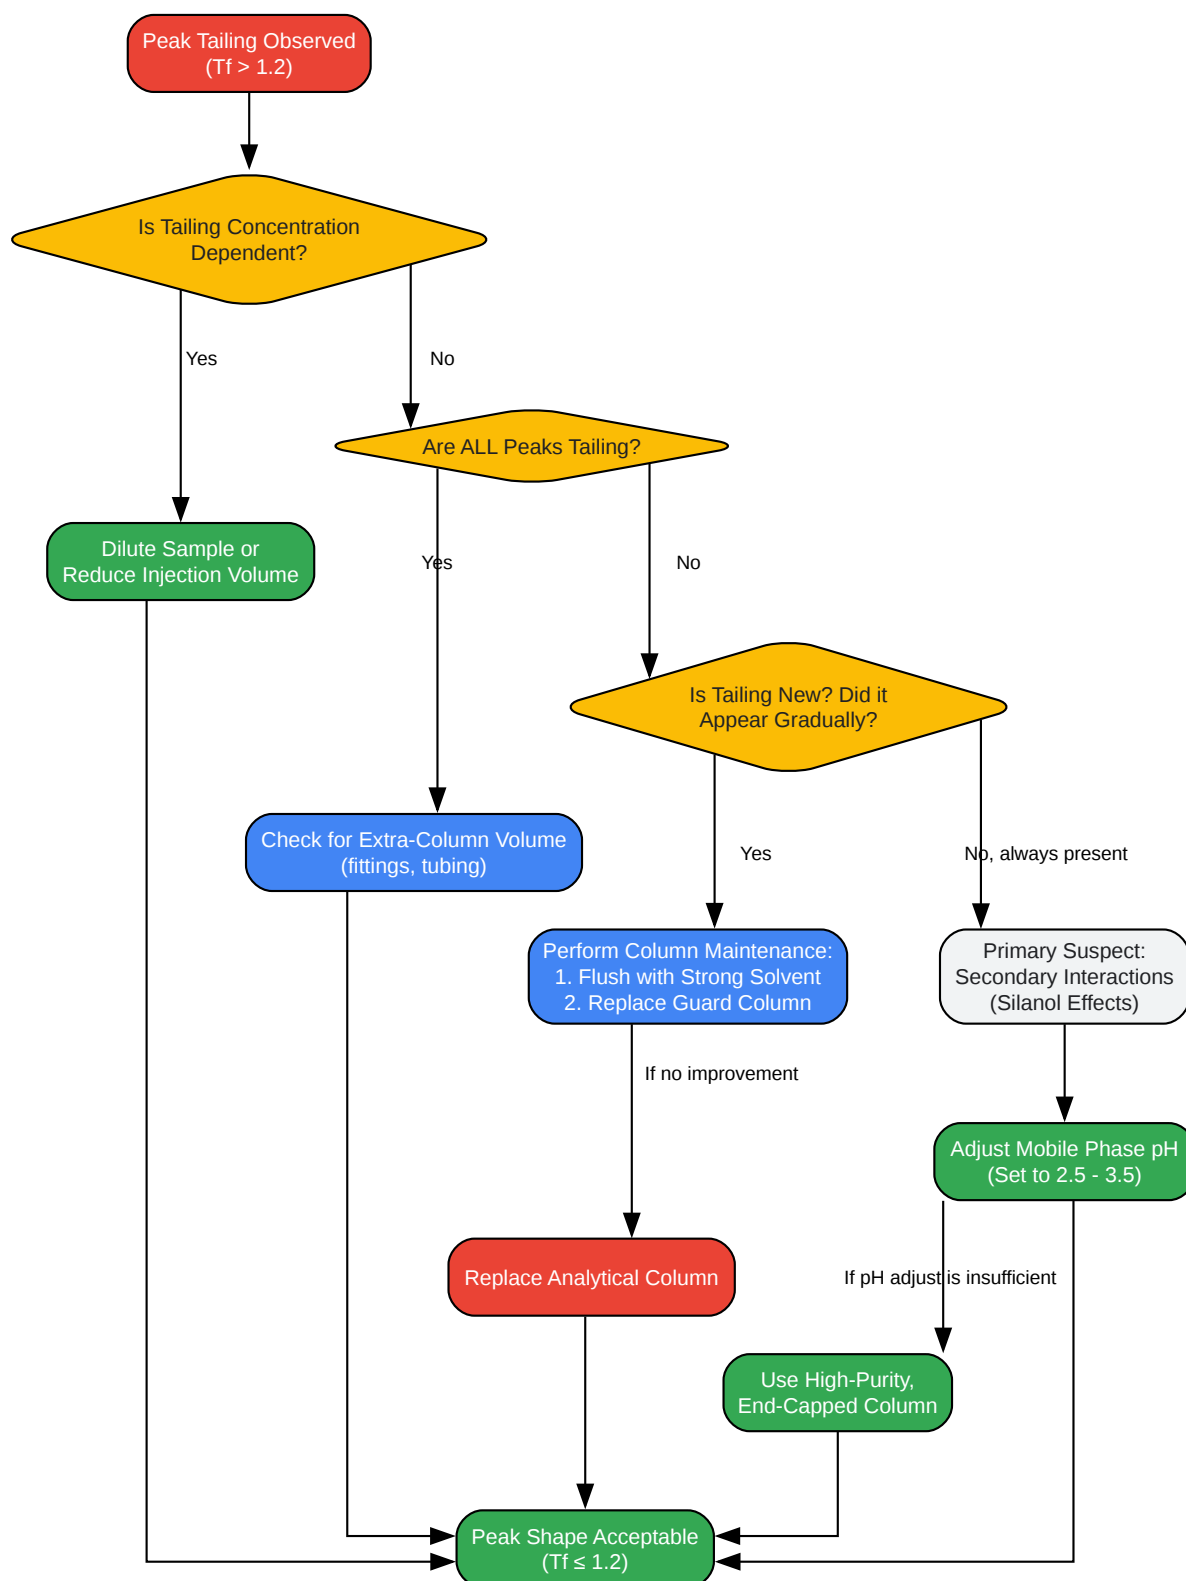 Peak Tailing Observed
(Tf > 1.2)
Is Tailing Concentration
Dependent?
Yes
No
Are ALL Peaks Tailing?
Dilute Sample or
Reduce Injection Volume
Yes
No
Is Tailing New? Did it
Appear Gradually?
Check for Extra-Column Volume
(fittings, tubing)
Yes
No, always present
Perform Column Maintenance:
1. Flush with Strong Solvent
2. Replace Guard Column
Primary Suspect:
Secondary Interactions
(Silanol Effects)
If no improvement
Adjust Mobile Phase pH
(Set to 2.5 - 3.5)
Replace Analytical Column
If pH adjust is insufficient
Use High-Purity,
End-Capped Column
Peak Shape Acceptable
(Tf ≤ 1.2)